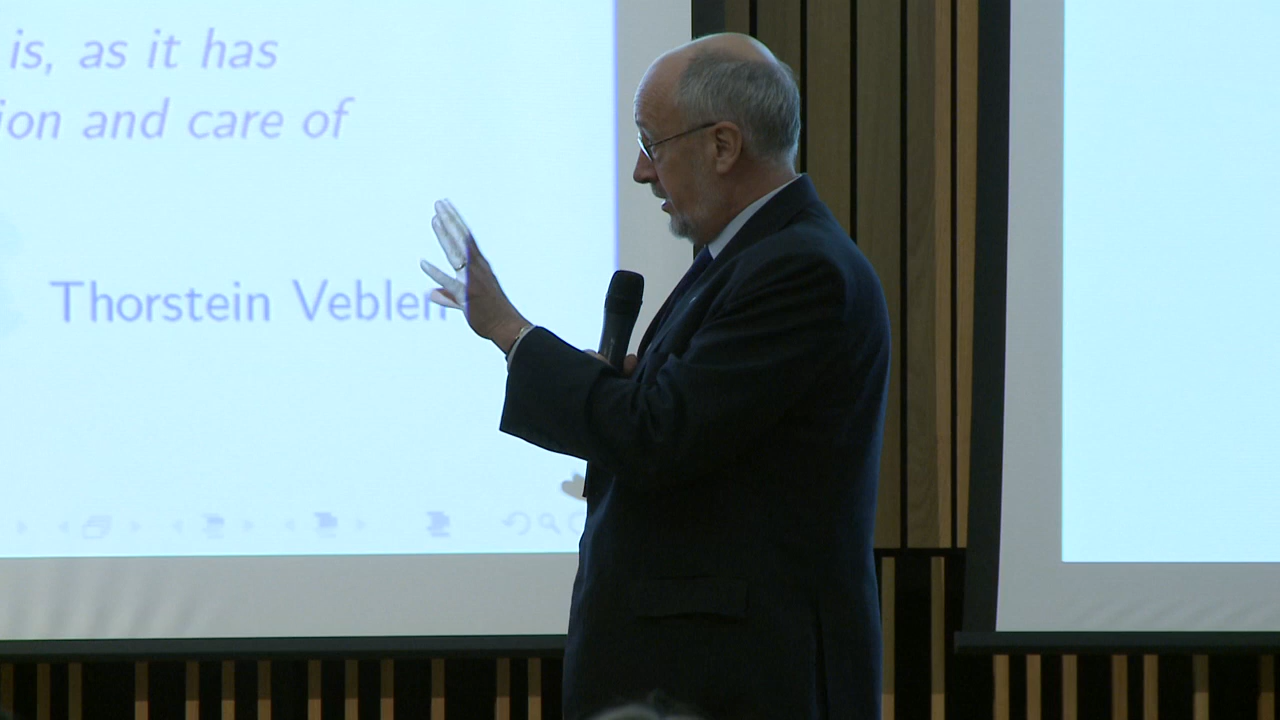 is, as it has
ion and care of
Thorstein Veblen